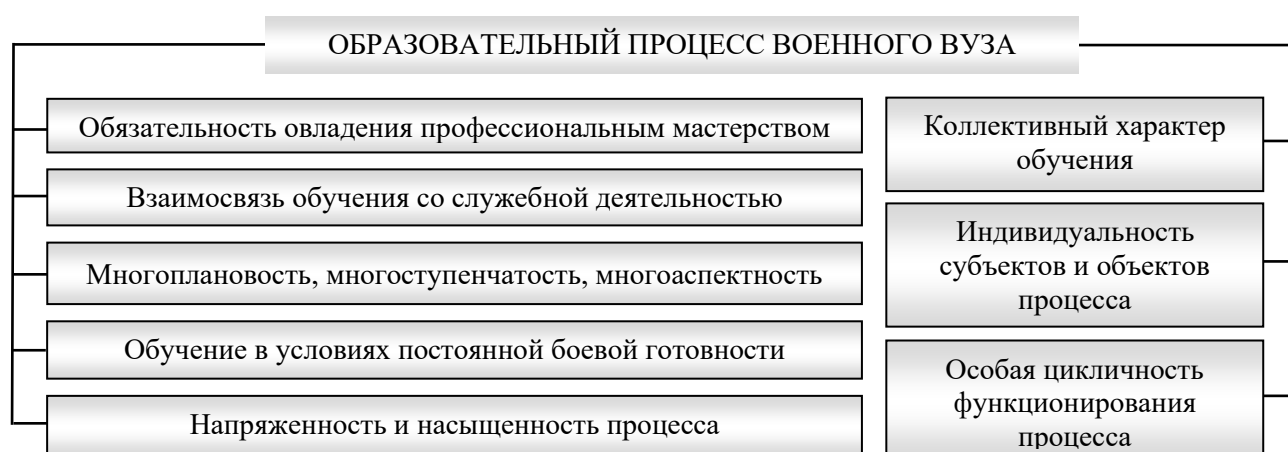 ОБРАЗОВАТЕЛЬНЫЙ ПРОЦЕСС ВОЕННОГО ВУЗА
Обязательность овладения профессиональным мастерством
Взаимосвязь обучения со служебной деятельностью
Многоплановость, многоступенчатость, многоаспектность
Обучение в условиях постоянной боевой готовности
Напряженность и насыщенность процесса
Коллективный характер
обучения
Индивидуальность
субъектов и объектов
процесса
Особая цикличность
функционирования
процесса